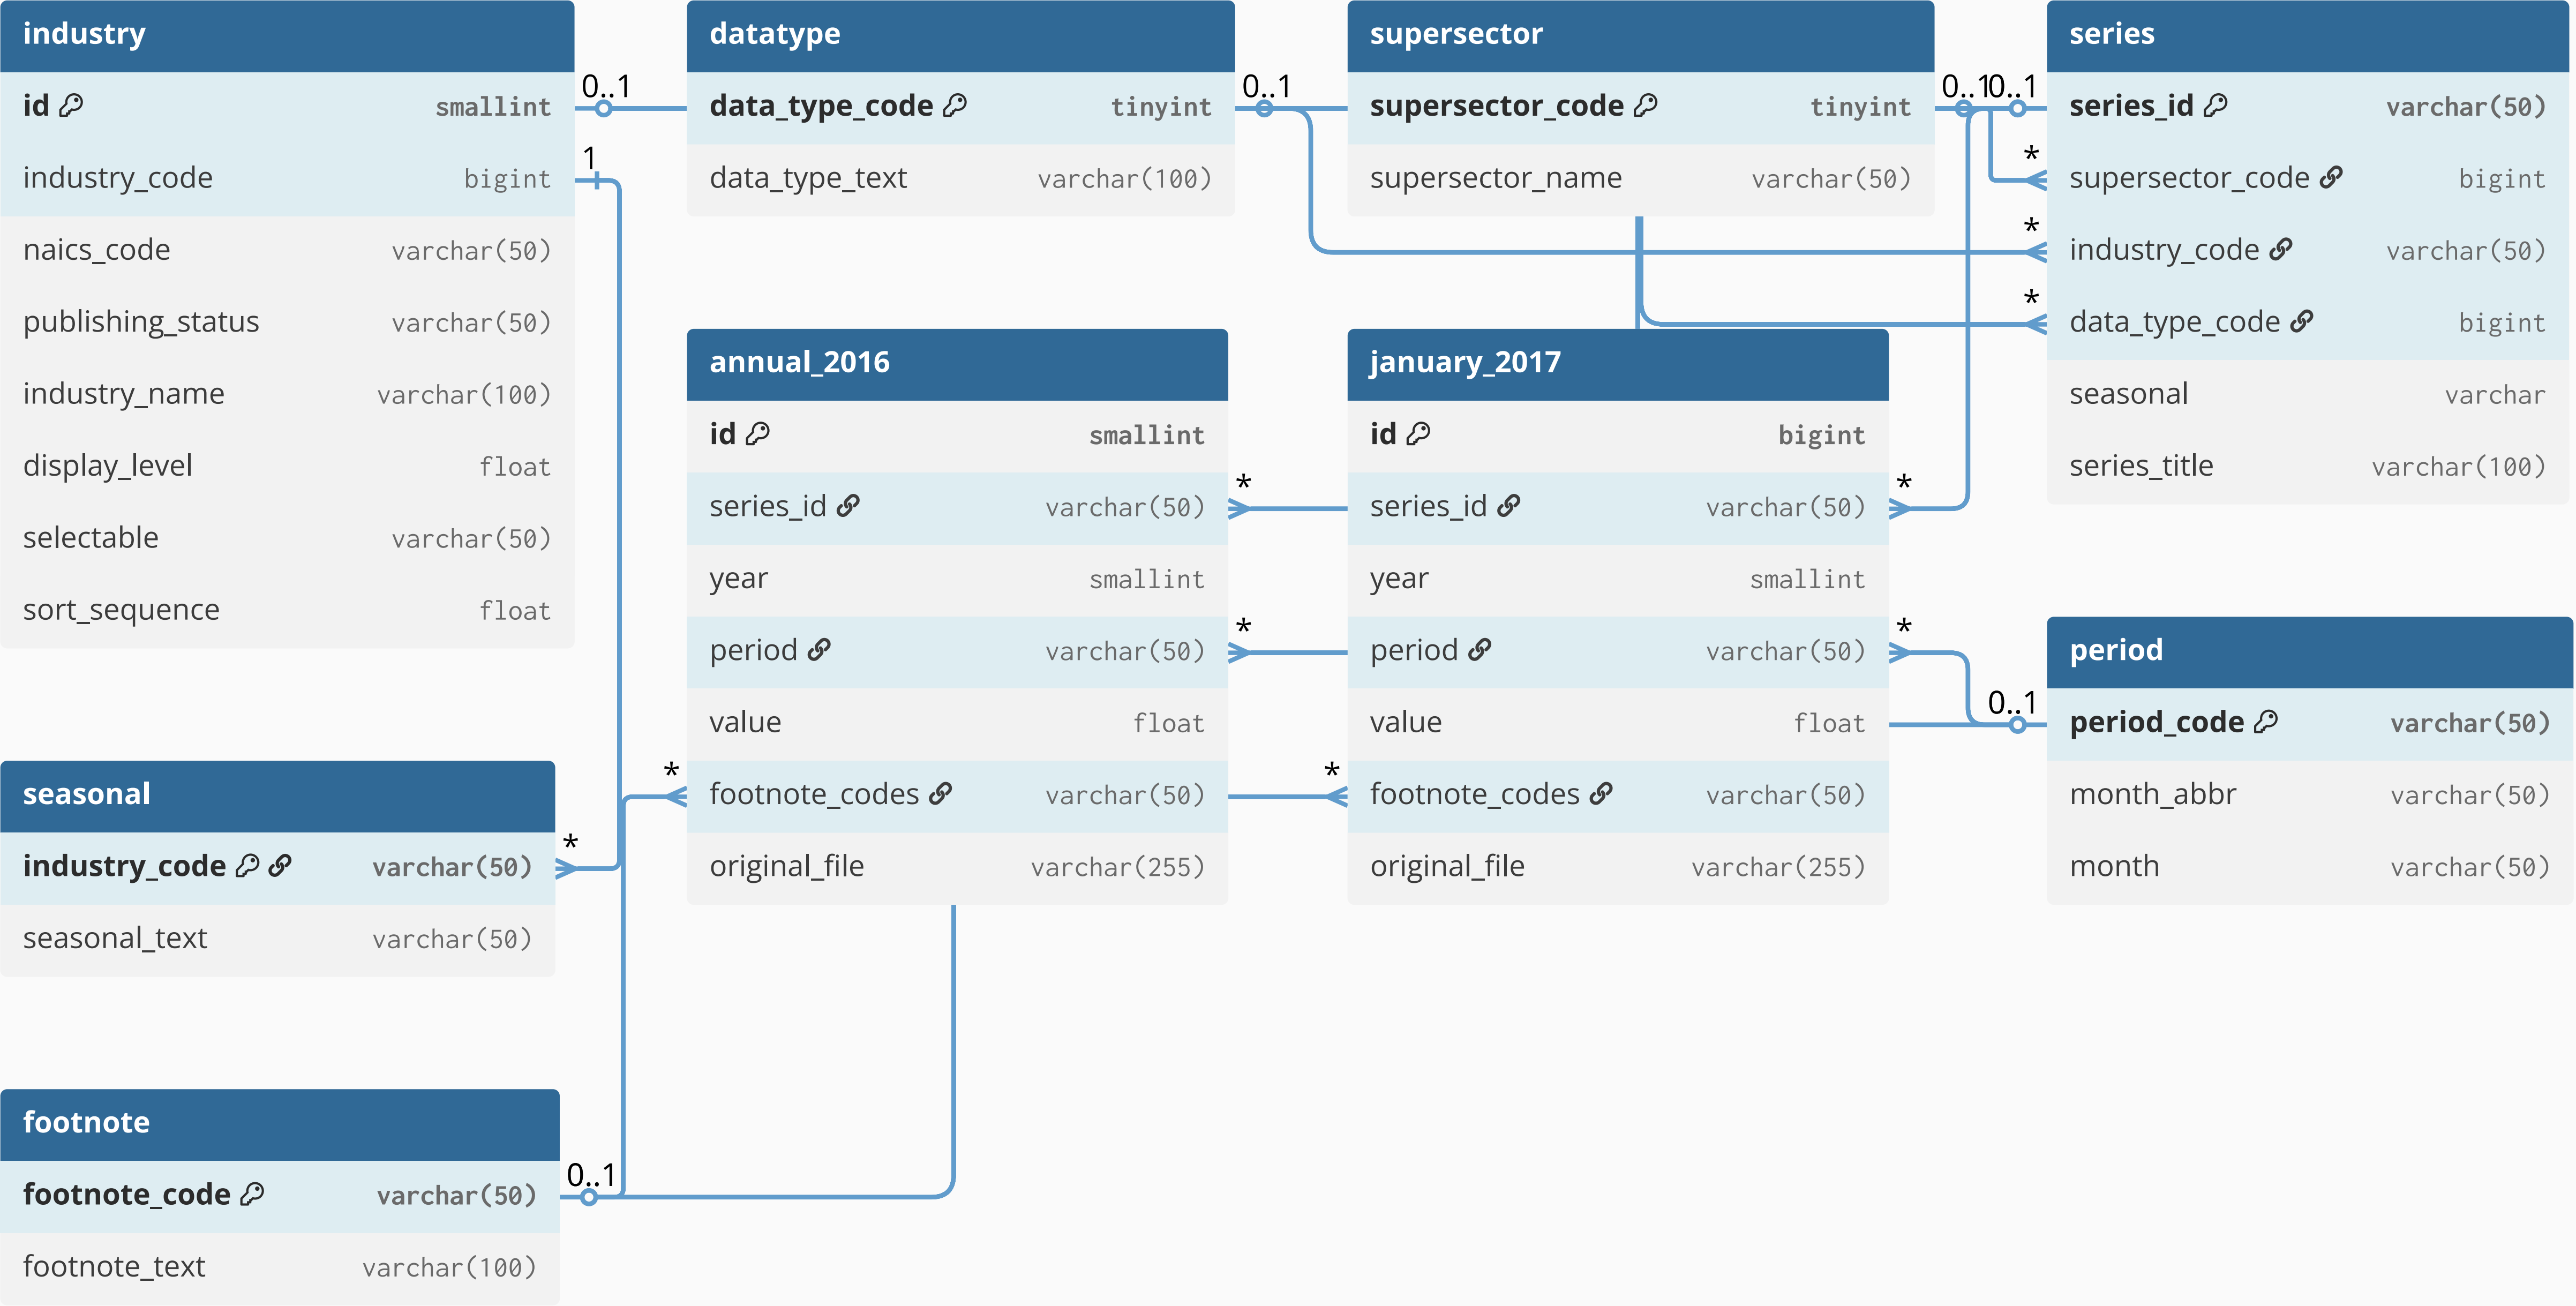 industry
id smallint
industry_code bigint
naics_code varchar(50)
publishing_status varchar(50)
industry_name varchar(100)
display_level float
selectable varchar(50)
sort_sequence float
0..1
1
datatype
data_type_code tinyint
data_type_text varchar(100)
0..1
supersector
supersector_code tinyint
supersector_name varchar(50)
0..1
0..1
series
series_id varchar(50)
*
supersector_code bigint
*
industry_code varchar(50)
*
data_type_code bigint
seasonal varchar
series_title varchar(100)
annual_2016
id smallint
series_id varchar(50)
*
year smallint
period varchar(50)
*
value float
*
footnote_codes varchar(50)
original_file varchar(255)
january_2017
id bigint
series_id varchar(50)
*
year smallint
period varchar(50)
*
value float
*
footnote_codes varchar(50)
original_file varchar(255)
period
0..1
period_code varchar(50)
month_abbr varchar(50)
month varchar(50)
seasonal
industry_code varchar(50)
*
seasonal_text varchar(50)
footnote
footnote_code varchar(50)
0..1
footnote_text varchar(100)